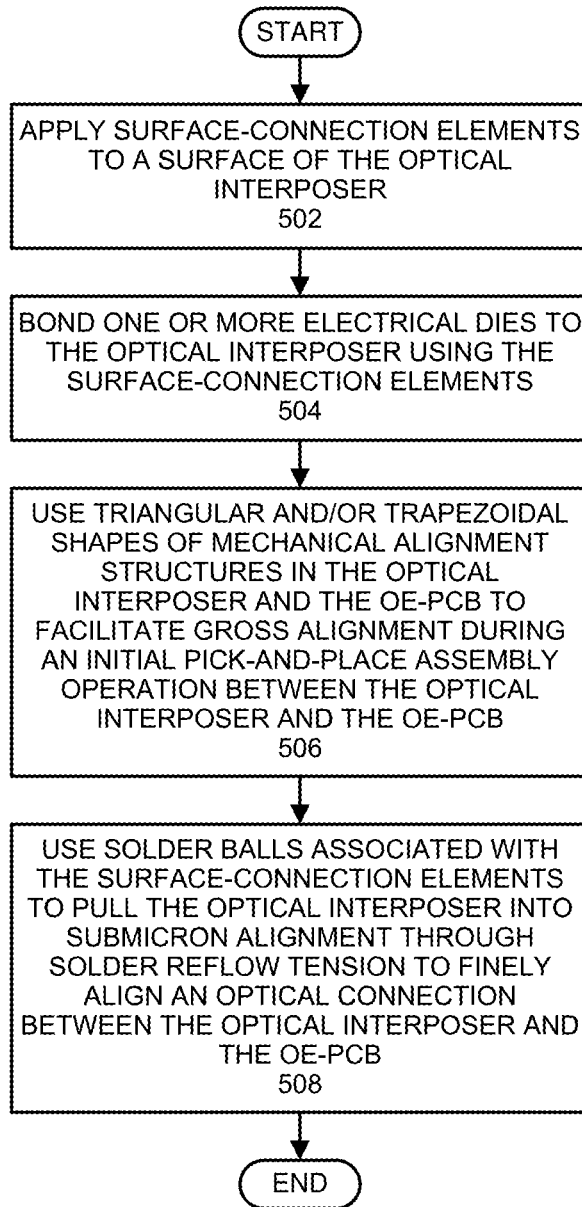 START
APPLY SURFACE-CONNECTION ELEMENTS
TO A SURFACE OF THE OPTICAL
INTERPOSER
502
BOND ONE OR MORE ELECTRICAL DIES TO
THE OPTICAL INTERPOSER USING THE
SURFACE-CONNECTION ELEMENTS
504
USE TRIANGULAR AND/OR TRAPEZOIDAL
SHAPES OF MECHANICAL ALIGNMENT
STRUCTURES IN THE OPTICAL
INTERPOSER AND THE OE-PCB TO
FACILITATE GROSS ALIGNMENT DURING
AN INITIAL PICK-AND-PLACE ASSEMBLY
OPERATION BETWEEN THE OPTICAL
INTERPOSER AND THE OE-PCB
506
USE SOLDER BALLS ASSOCIATED WITH
THE SURFACE-CONNECTION ELEMENTS
TO PULL THE OPTICAL INTERPOSER INTO
SUBMICRON ALIGNMENT THROUGH
SOLDER REFLOW TENSION TO FINELY
ALIGN AN OPTICAL CONNECTION
BETWEEN THE OPTICAL INTERPOSER AND
THE OE-PCB
508
END